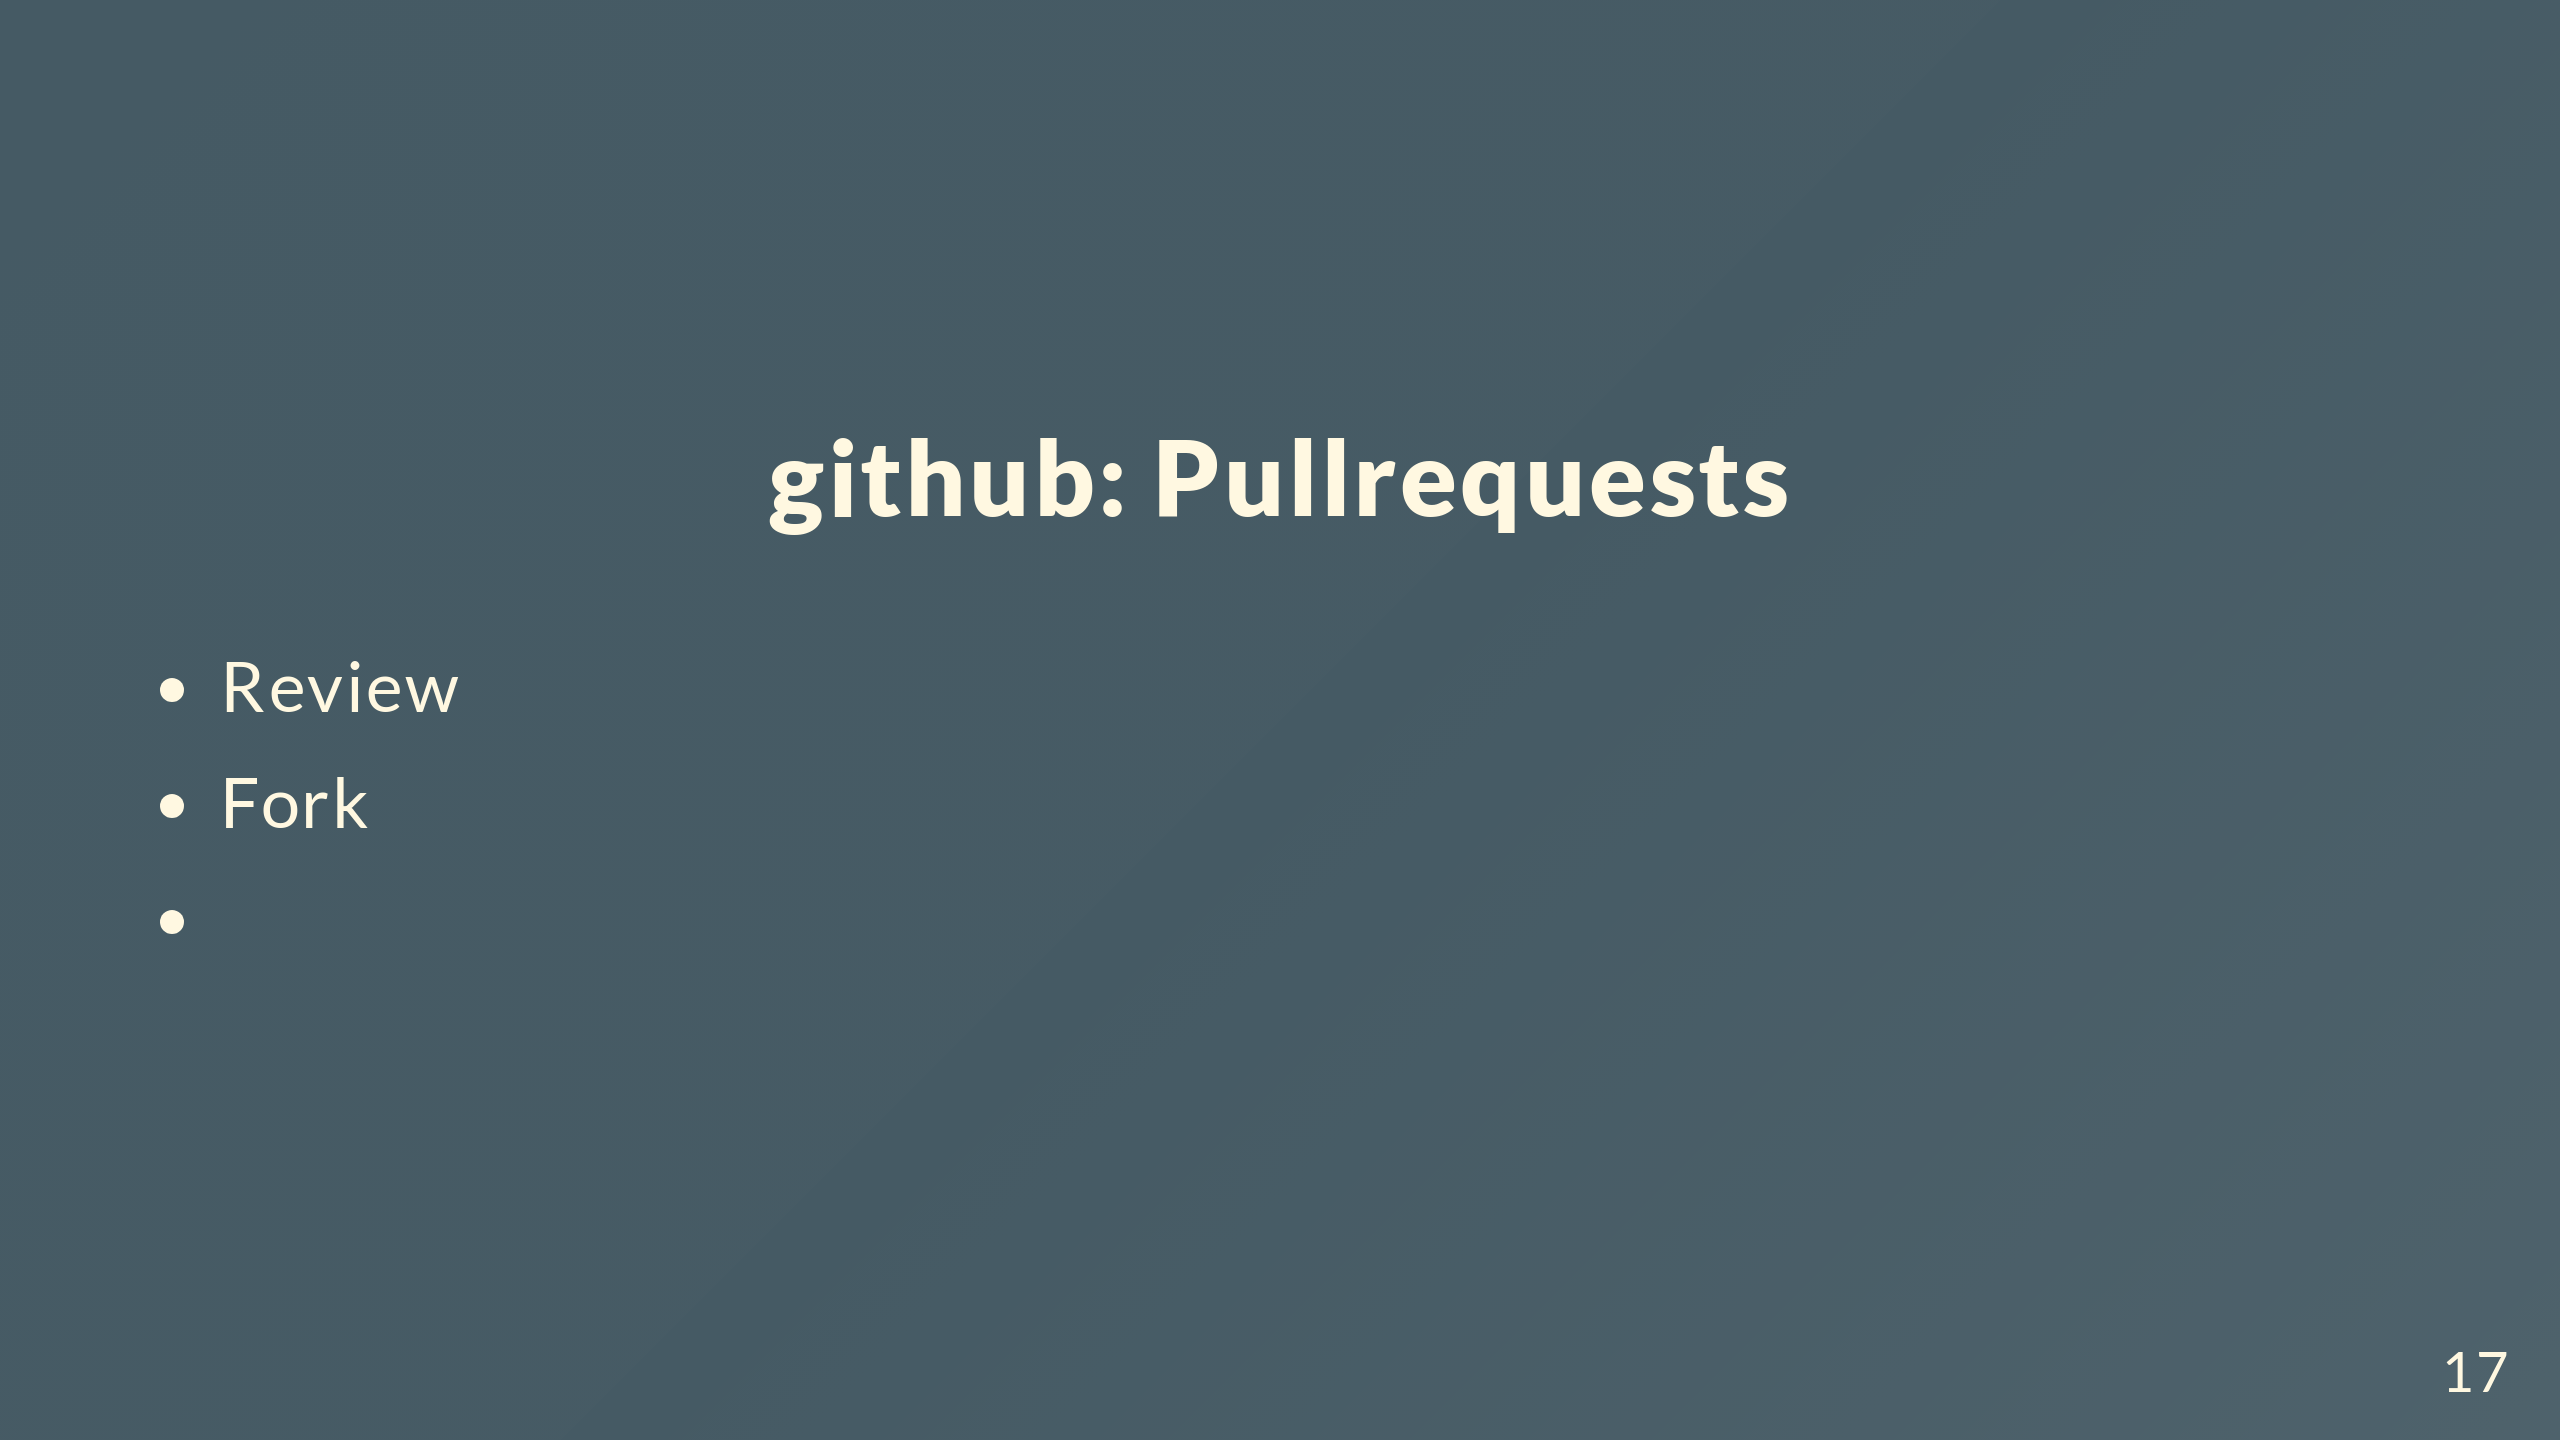 github: Pullrequests
• Review
• Fork
•
17